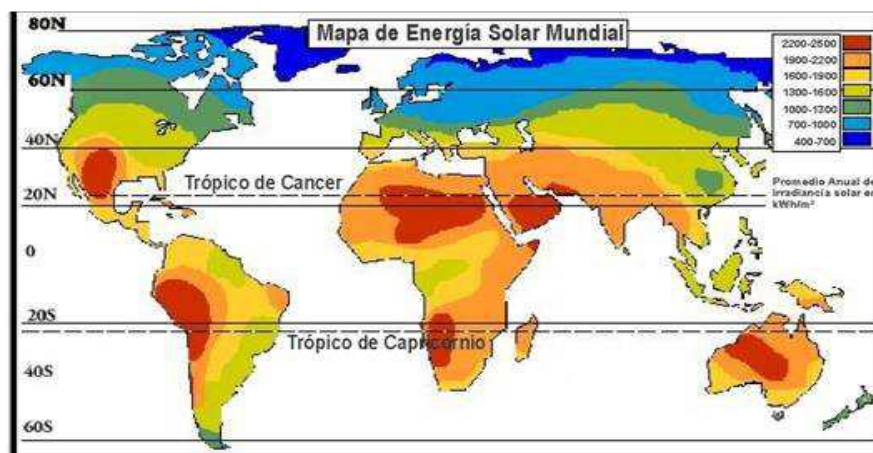 80N
Mapa de Energía Solar Mundial
2200-2500
1900-2200
1600-1900
1300-1600
1000-1300
700-1000
400-700
60N
40N
Trópico de Cancer
Promedio Anual de
Irradiancia solar en
kWh/m²
20N
0
20S
Trópico de Capricornio
40S
60S